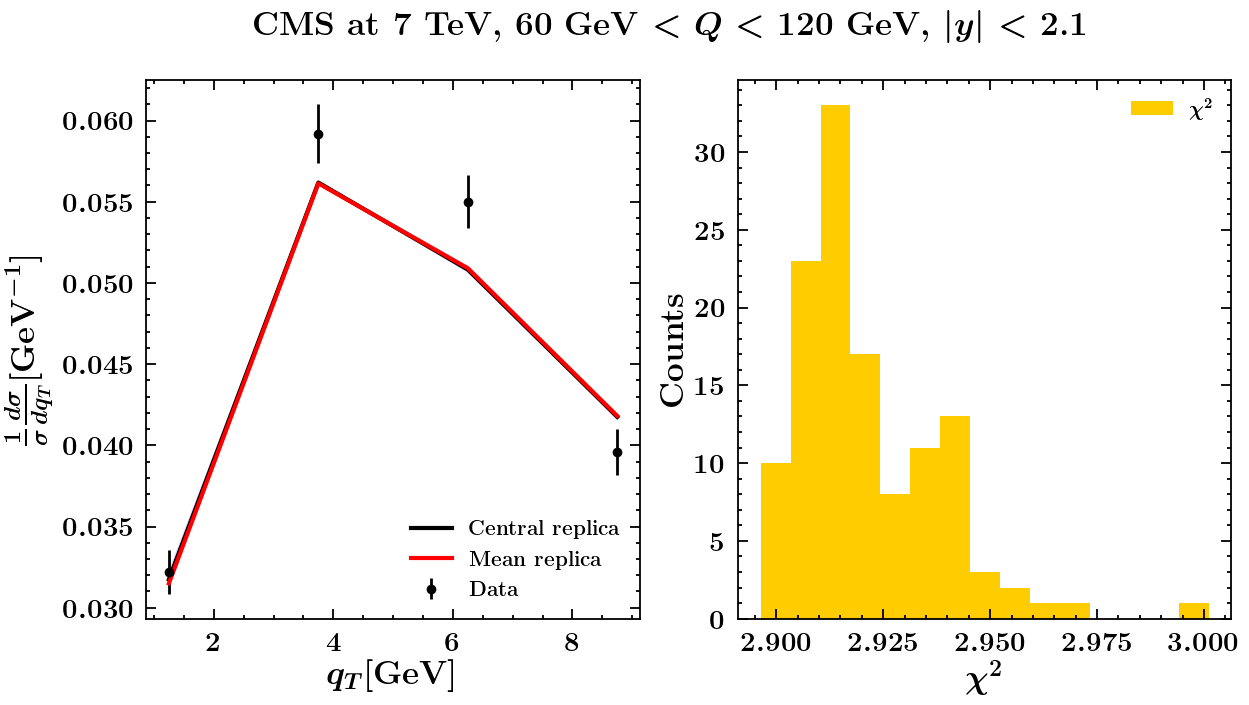 CMS at 7 TeV, 60 GeV < Q < 120 GeV, |y| < 2.1
0.060
0.055
0.050
0.045
0.040
0.035
0.030
1/σ dσ/dq_T [GeV⁻¹]
Central replica
Mean replica
Data
2 4 6 8
q_T[GeV]
χ²
30
25
20
15
10
5
0
Counts
2.900 2.925 2.950 2.975 3.000
χ²